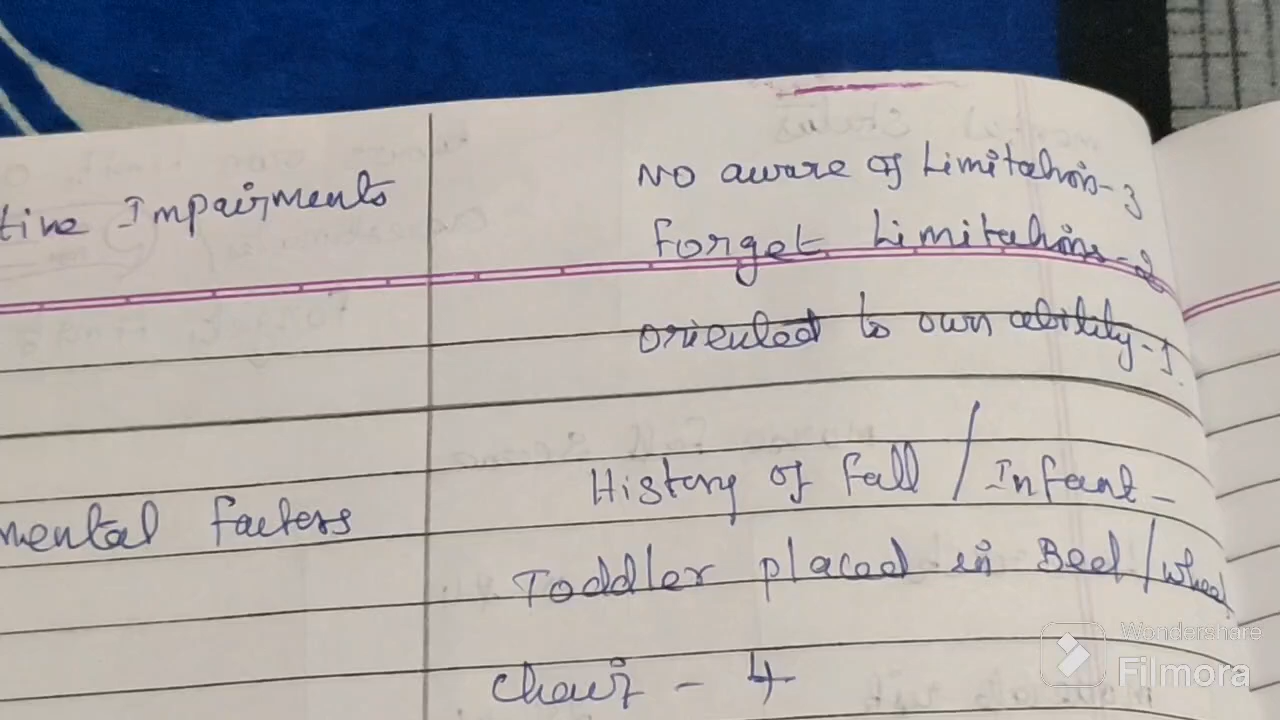 tive Impairments
No aware of Limitations-3
Forget Limitations-2
oriented to own ability-1.
mental factors
History of Fall / Infant -
Toddler placed in Bed/wheel
chair - 4
Wondershare
Filmora